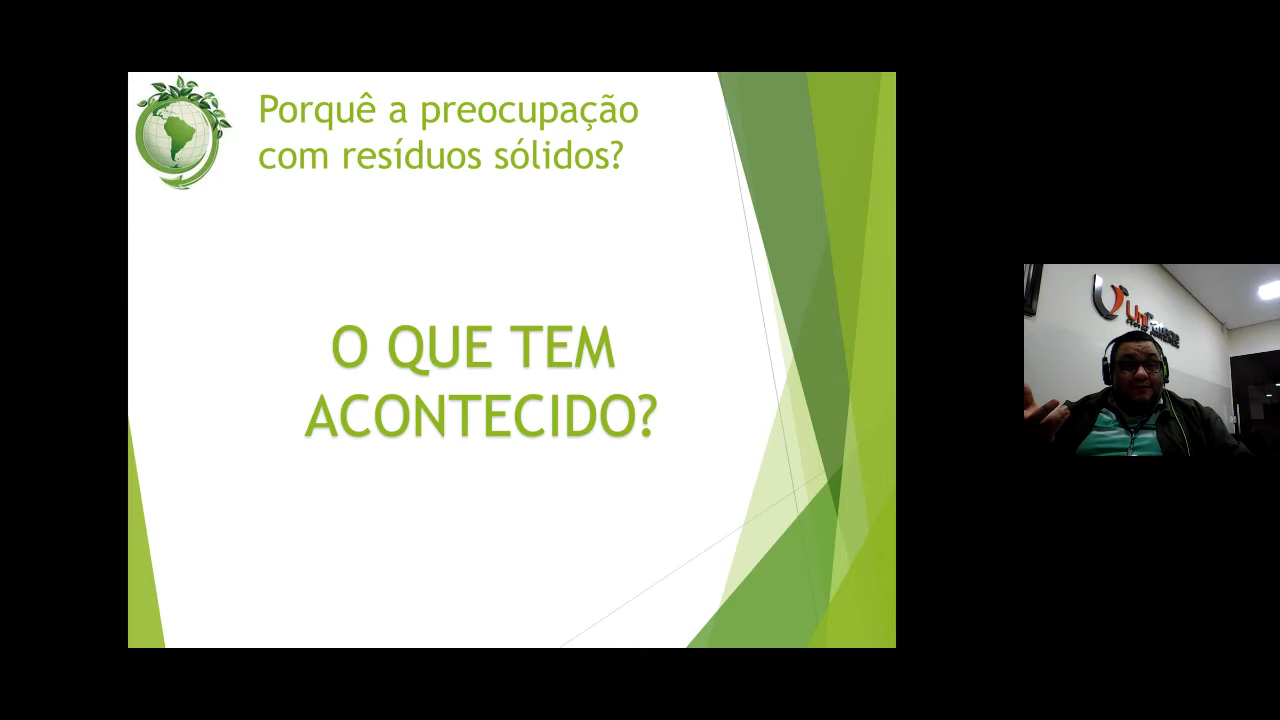 Porquê a preocupação
com resíduos sólidos?
O QUE TEM
ACONTECIDO?